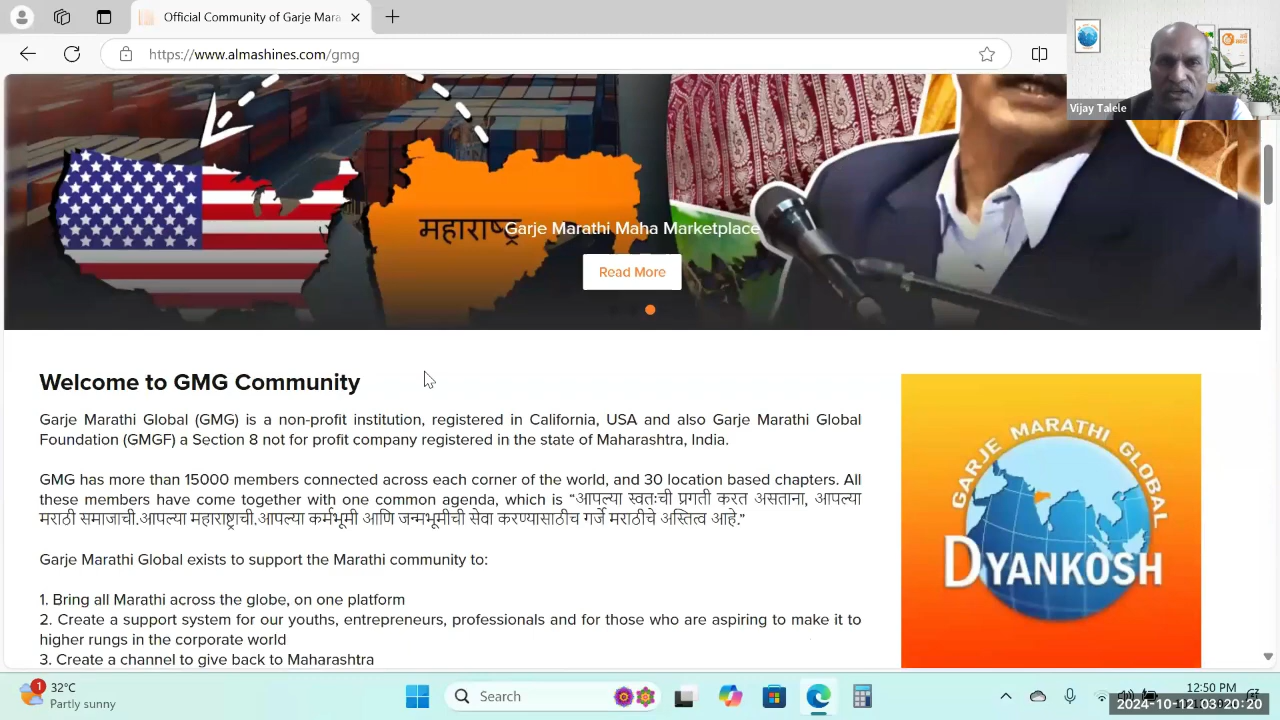 Official Community of Garje Mara
https://www.almashines.com/gmg
Vijay Talele
महाराष्ट्र
Garje Marathi Maha Marketplace
Read More
Welcome to GMG Community
Garje Marathi Global (GMG) is a non-profit institution, registered in California, USA and also Garje Marathi Global
Foundation (GMGF) a Section 8 not for profit company registered in the state of Maharashtra, India.
GMG has more than 15000 members connected across each corner of the world, and 30 location based chapters. All
these members have come together with one common agenda, which is “आपल्या स्वतःची प्रगती करत असताना, आपल्या
मराठी समाजाची.आपल्या महाराष्ट्राची.आपल्या कर्मभूमी आणि जन्मभूमीची सेवा करण्यासाठीच गर्जे मराठीचे अस्तित्व आहे.”
Garje Marathi Global exists to support the Marathi community to:
1. Bring all Marathi across the globe, on one platform
2. Create a support system for our youths, entrepreneurs, professionals and for those who are aspiring to make it to
higher rungs in the corporate world
3. Create a channel to give back to Maharashtra
GARJE MARATHI GLOBAL
DYANKOSH
1
32°C
Partly sunny
Search
12:50 PM
2024-10-12 03:20:20